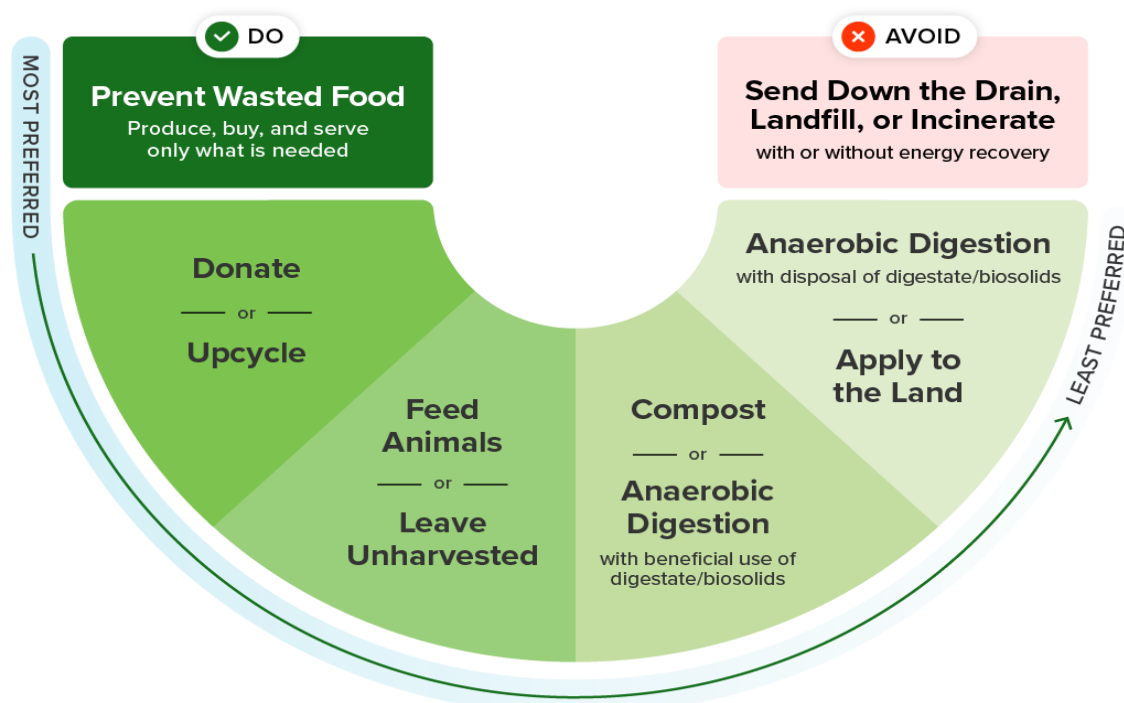 DO
Prevent Wasted Food
Produce, buy, and serve
only what is needed
AVOID
Send Down the Drain,
Landfill, or Incinerate
with or without energy recovery
MOST PREFERRED
Donate
or
Upcycle
Feed
Animals
or
Leave
Unharvested
Compost
or
Anaerobic
Digestion
with beneficial use of
digestate/biosolids
Anaerobic Digestion
with disposal of digestate/biosolids
or
Apply to
the Land
LEAST PREFERRED